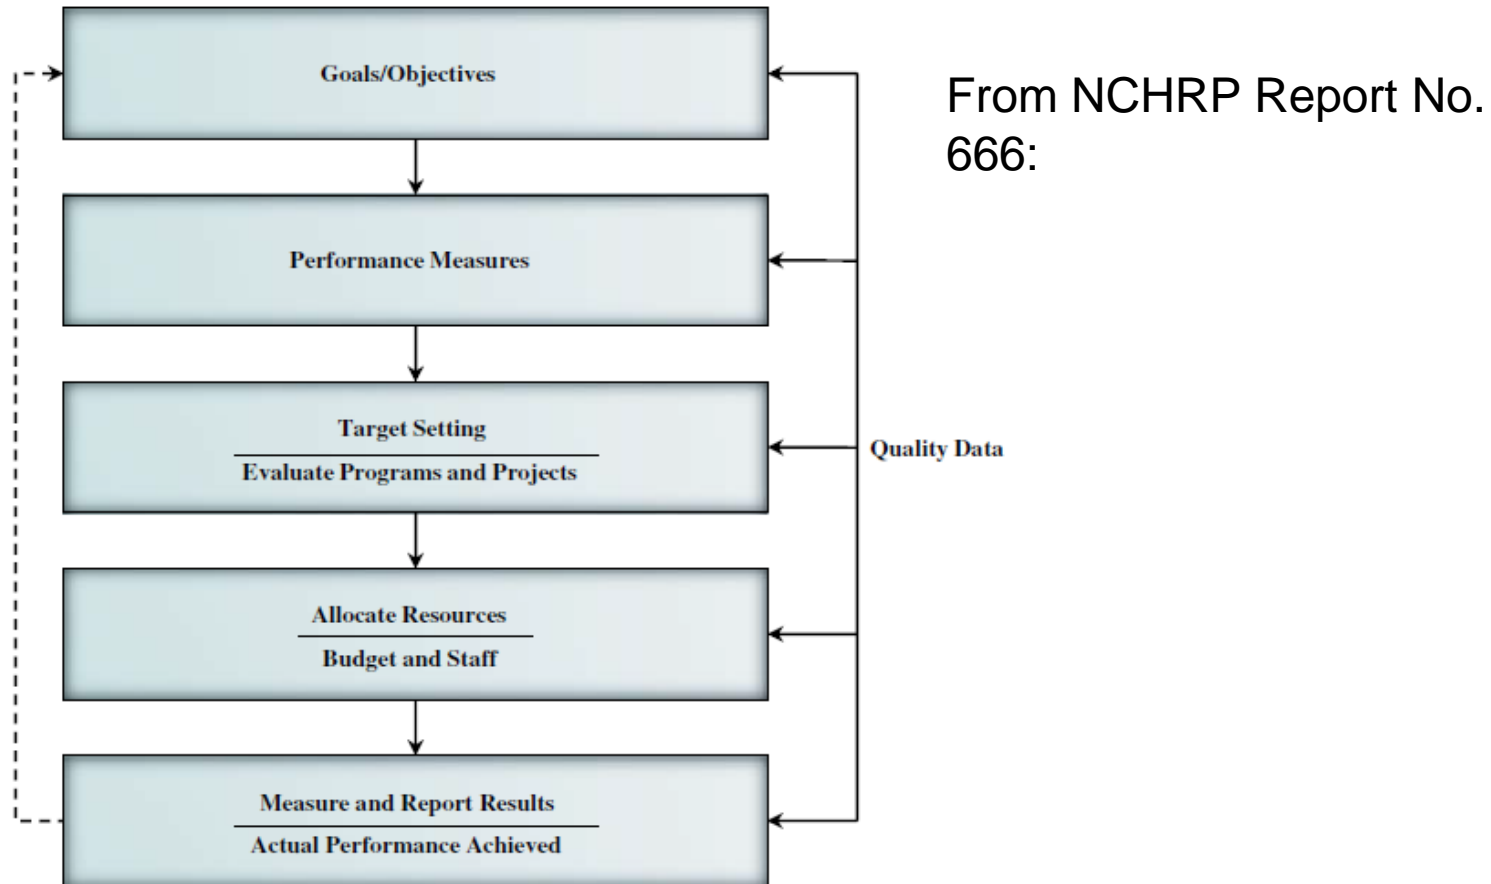 Goals/Objectives
From NCHRP Report No.
666:
Performance Measures
Target Setting
Evaluate Programs and Projects
Quality Data
Allocate Resources
Budget and Staff
Measure and Report Results
Actual Performance Achieved